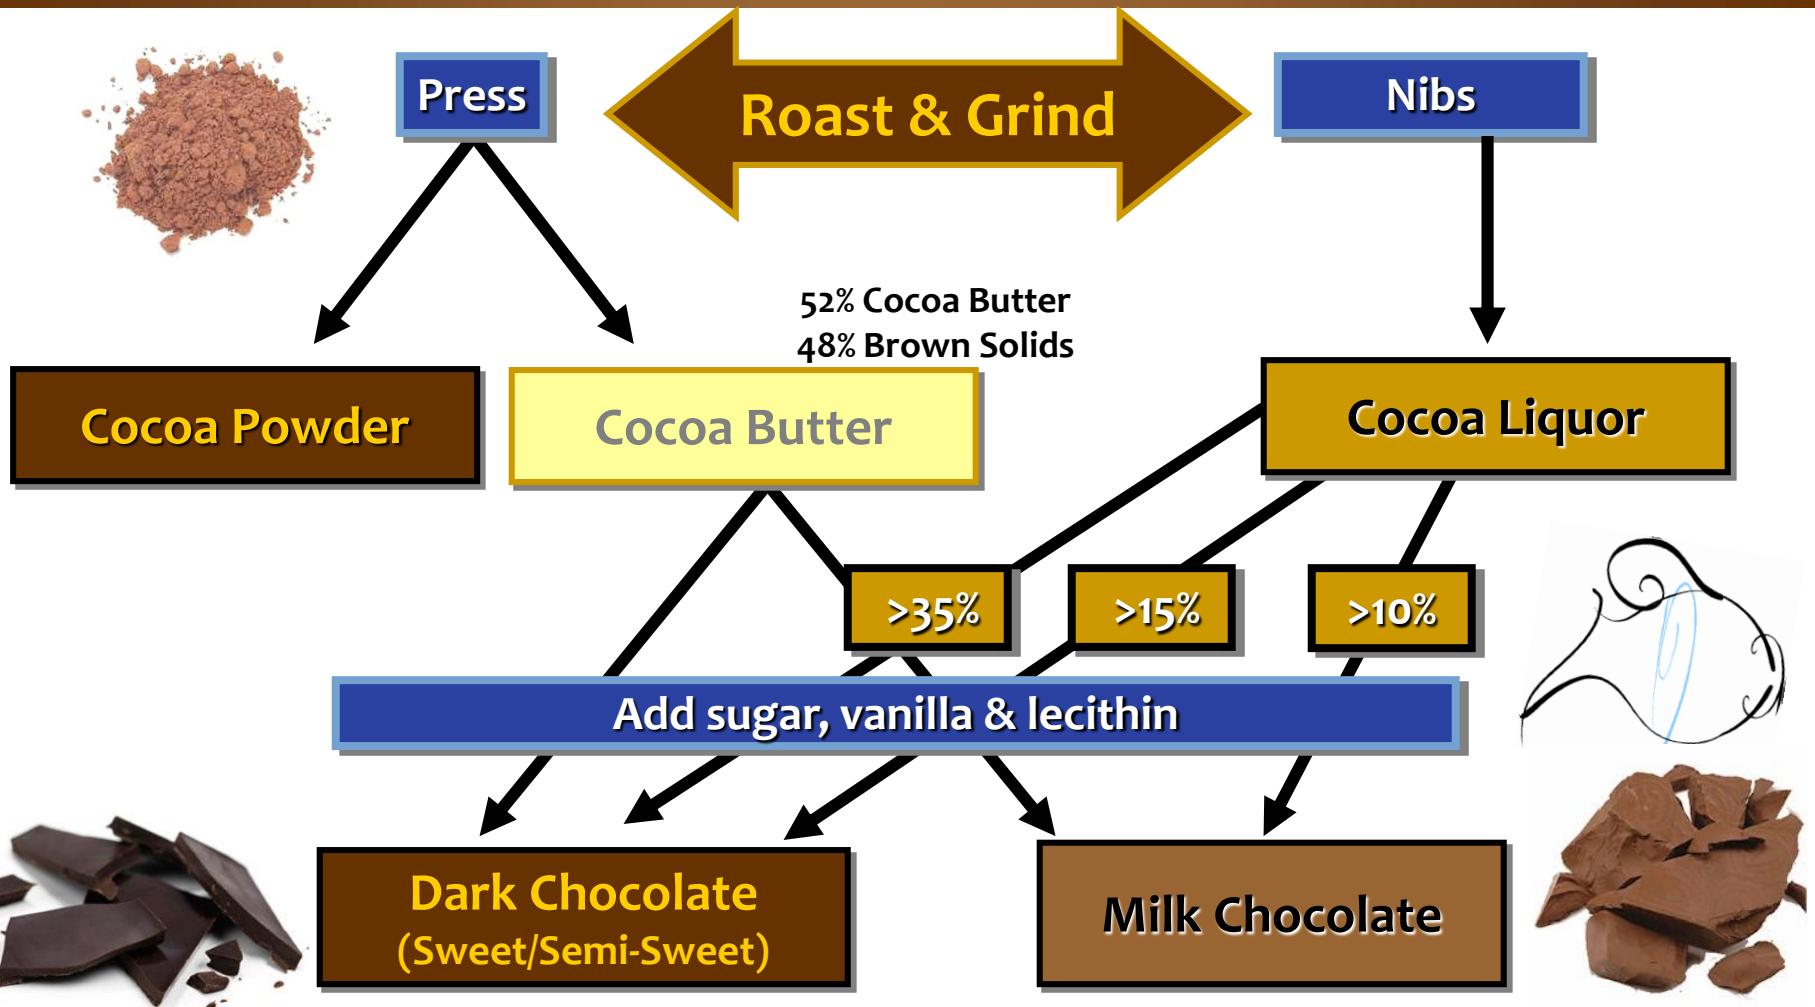 Press
Roast & Grind
Nibs
52% Cocoa Butter
48% Brown Solids
Cocoa Powder
Cocoa Butter
Cocoa Liquor
>35%
>15%
>10%
Add sugar, vanilla & lecithin
Dark Chocolate
(Sweet/Semi-Sweet)
Milk Chocolate